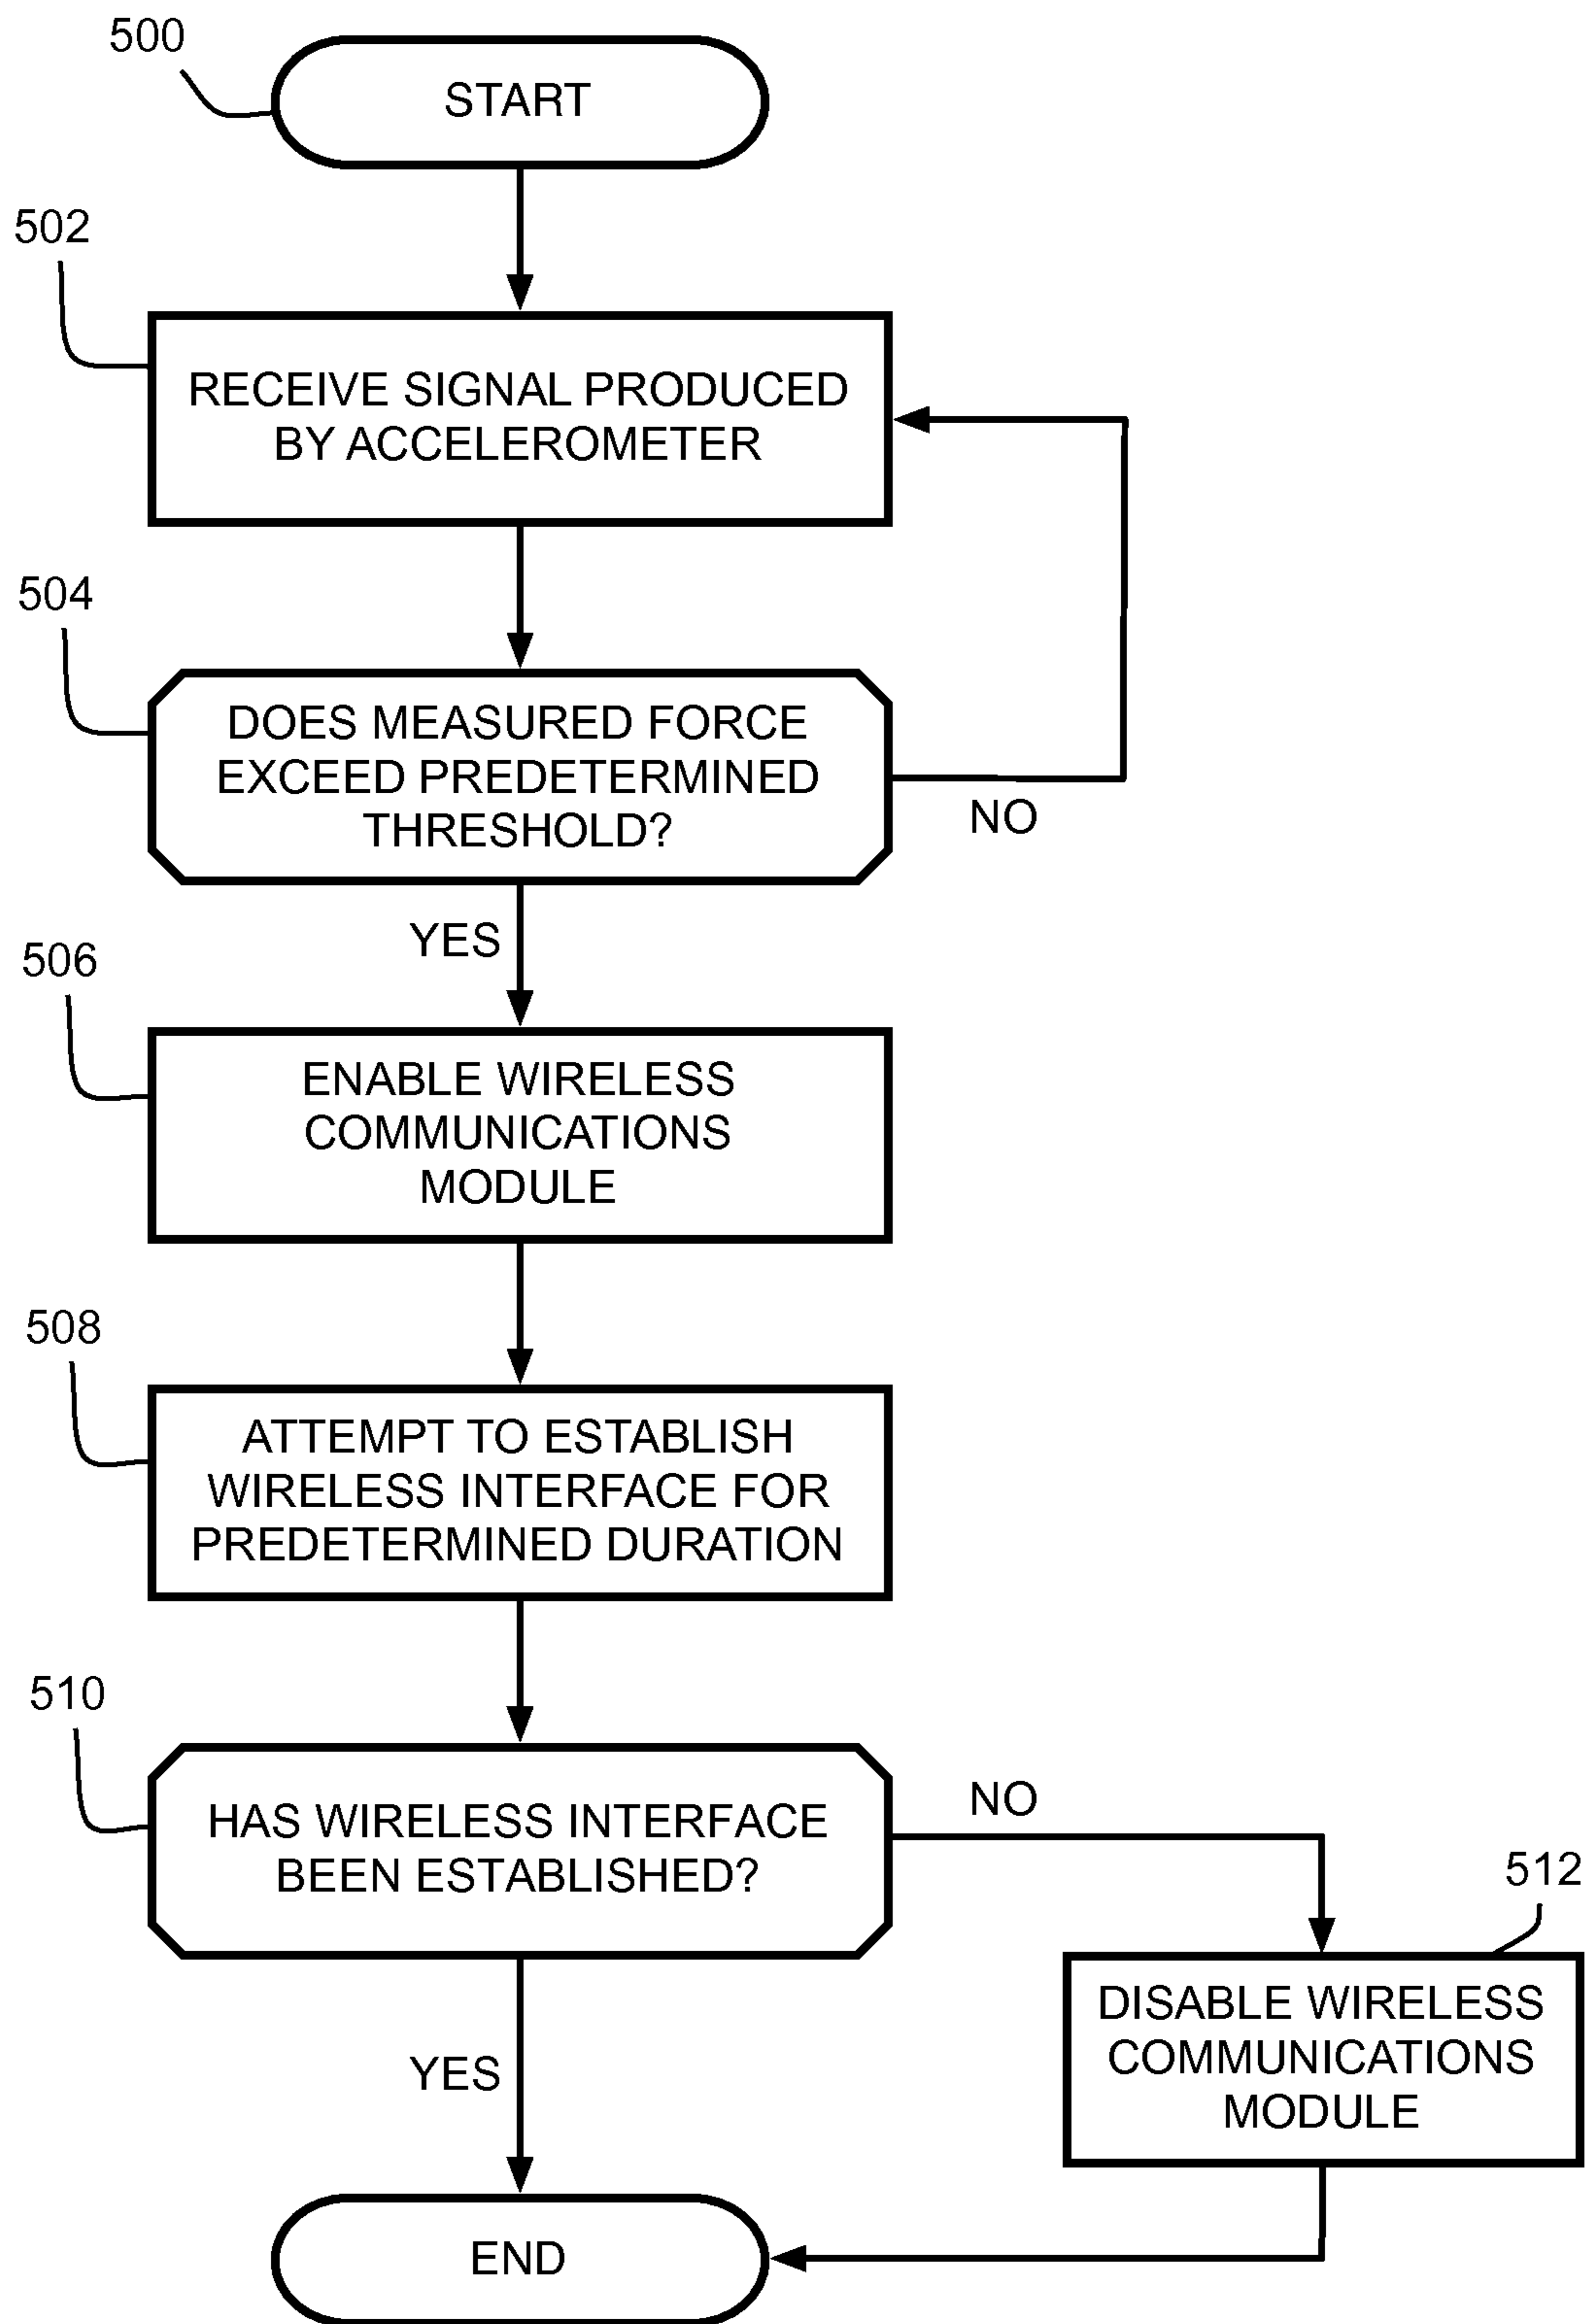 500
START
502
RECEIVE SIGNAL PRODUCED
BY ACCELEROMETER
504
DOES MEASURED FORCE
EXCEED PREDETERMINED
THRESHOLD?
NO
YES
506
ENABLE WIRELESS
COMMUNICATIONS
MODULE
508
ATTEMPT TO ESTABLISH
WIRELESS INTERFACE FOR
PREDETERMINED DURATION
510
HAS WIRELESS INTERFACE
BEEN ESTABLISHED?
NO
512
DISABLE WIRELESS
COMMUNICATIONS
MODULE
YES
END